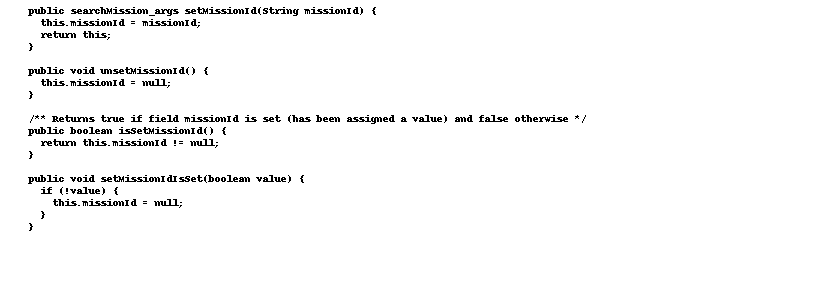 public searchMission_args setMissionId(String missionId) {
this.missionId = missionId;
return this;
}
public void unsetMissionId() {
this.missionId = null;
}
/** Returns true if field missionId is set (has been assigned a value) and false otherwise */
public boolean isSetMissionId() {
return this.missionId != null;
}
public void setMissionIdIsSet(boolean value) {
if (!value) {
this.missionId = null;
}
}